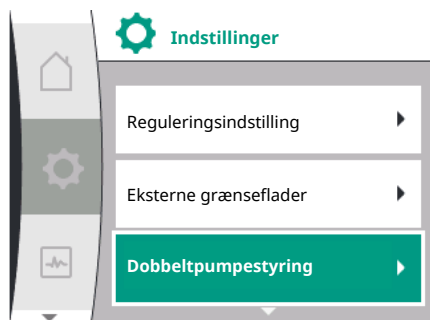 Indstillinger
Reguleringsindstilling
Eksterne grænseflader
Dobbeltpumpestyring